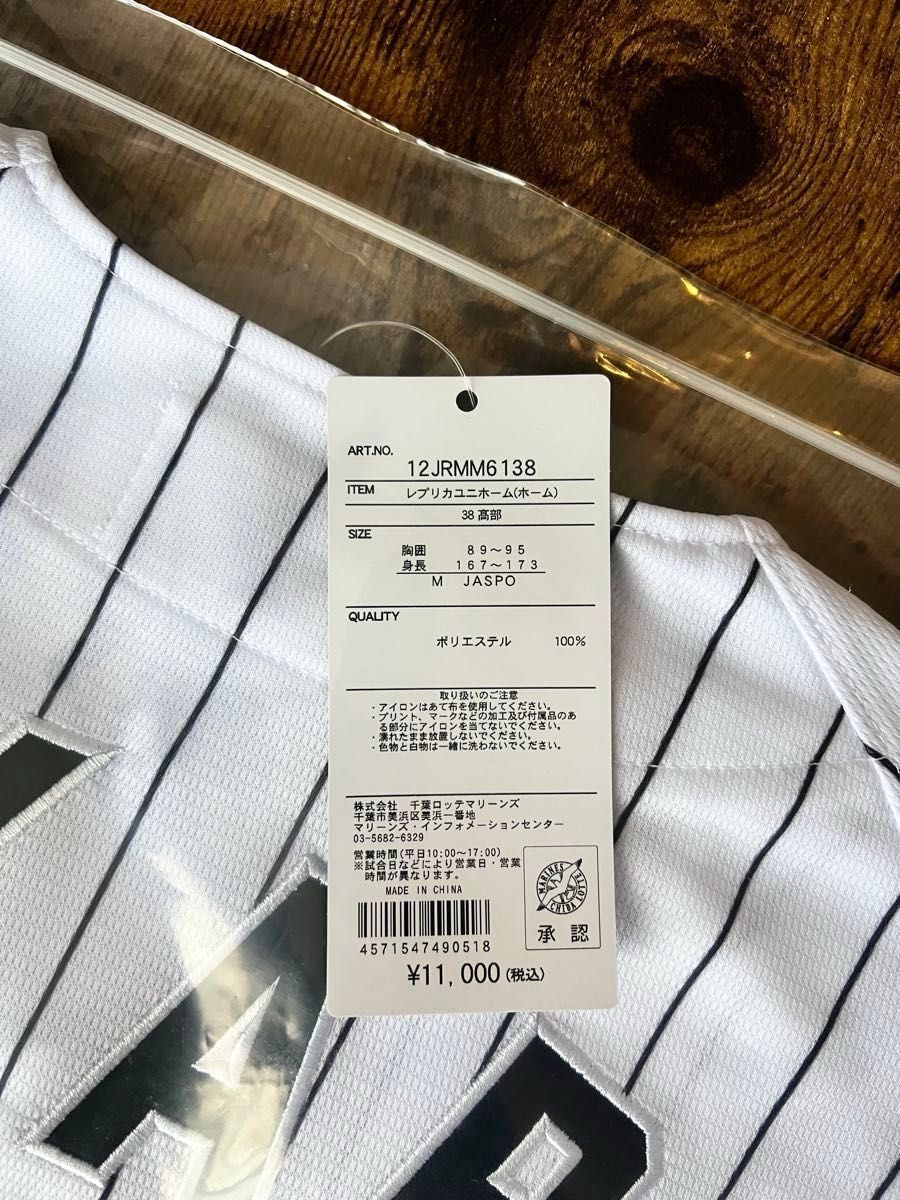 ART.NO.
12JRMM6138
ITEM レプリカユニホーム(ホーム)
38 髙部
SIZE
胸囲 89〜95
身長 167〜173
M JASPO
QUALITY
ポリエステル 100%
取り扱いのご注意
・アイロンはあて布を使用してください。
・プリント、マークなどの加工及び付属品のあ
る部分にアイロンを当てないでください。
・濡れたまま放置しないでください。
・色物と白物は一緒に洗わないでください。
株式会社 千葉ロッテマリーンズ
千葉市美浜区美浜一番地
マリーンズ・インフォメーションセンター
03-5682-6329
営業時間(平日10:00〜17:00)
※試合日などにより営業日・営業
時間が異なります。
MADE IN CHINA
MARINES
CHIBA LOTTE
承認
4571547490518
¥11,000(税込)